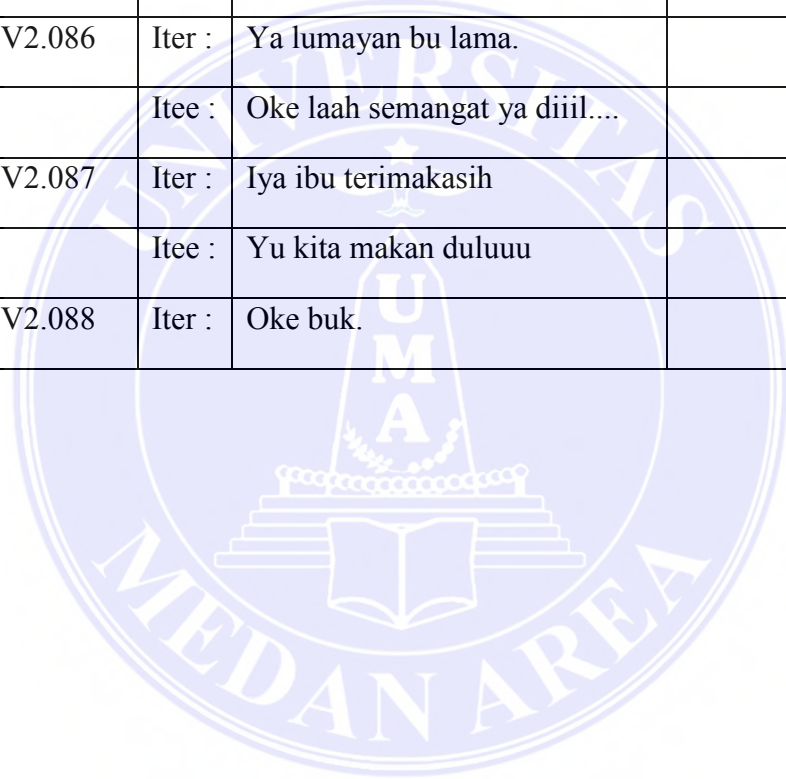 V2.086 Iter : Ya lumayan bu lama.
Itee : Oke laah semangat ya diiil....
V2.087 Iter : Iya ibu terimakasih
Itee : Yu kita makan duluuu
V2.088 Iter : Oke buk.
UNIVERSITAS
UMA
MEDAN AREA